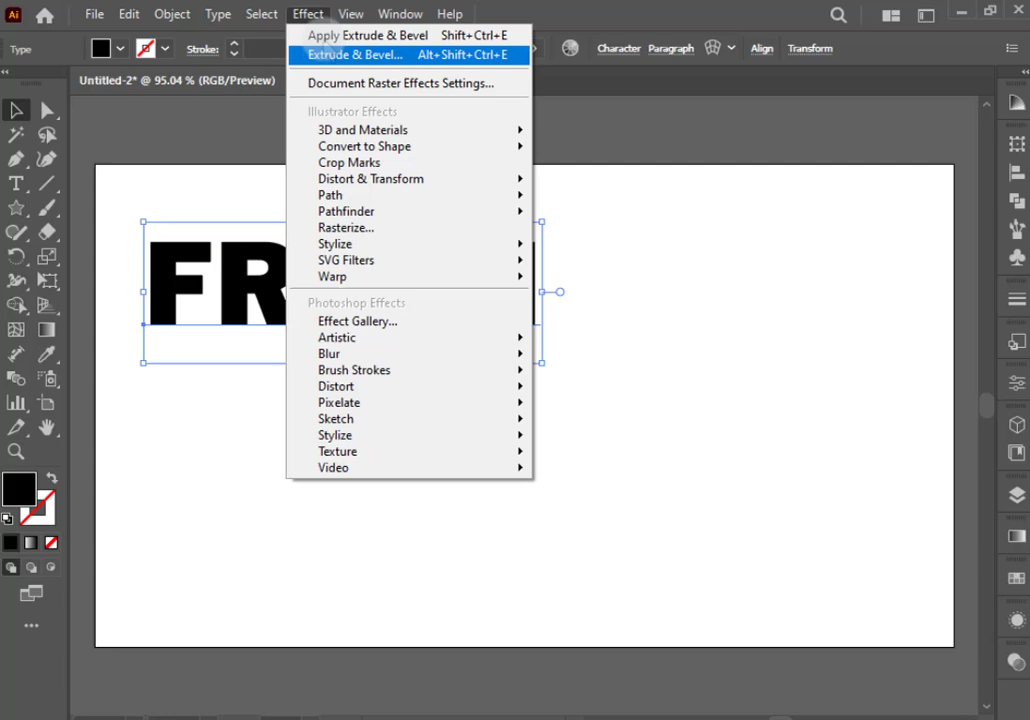 Ai File Edit Object Type Select Effect View Window Help
Type Stroke: Character Paragraph Align Transform
Untitled-2* @ 95.04 % (RGB/Preview)
Apply Extrude & Bevel Shift+Ctrl+E
Extrude & Bevel... Alt+Shift+Ctrl+E
Document Raster Effects Settings...
Illustrator Effects
3D and Materials
Convert to Shape
Crop Marks
Distort & Transform
Path
Pathfinder
Rasterize...
Stylize
SVG Filters
Warp
Photoshop Effects
Effect Gallery...
Artistic
Blur
Brush Strokes
Distort
Pixelate
Sketch
Stylize
Texture
Video
FR